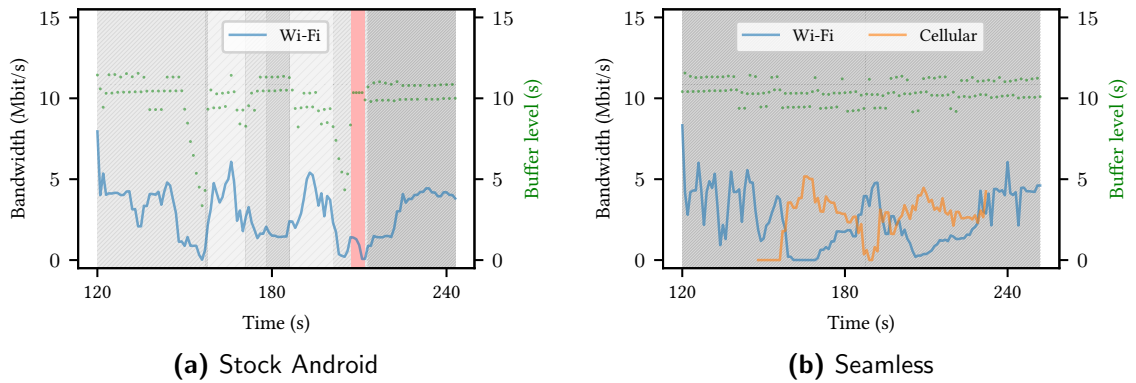 15
10
5
0
Bandwidth (Mbit/s)
Wi-Fi
15
10
5
0
Buffer level (s)
120
180
240
Time (s)
(a) Stock Android
15
10
5
0
Bandwidth (Mbit/s)
Wi-Fi
Cellular
15
10
5
0
Buffer level (s)
120
180
240
Time (s)
(b) Seamless